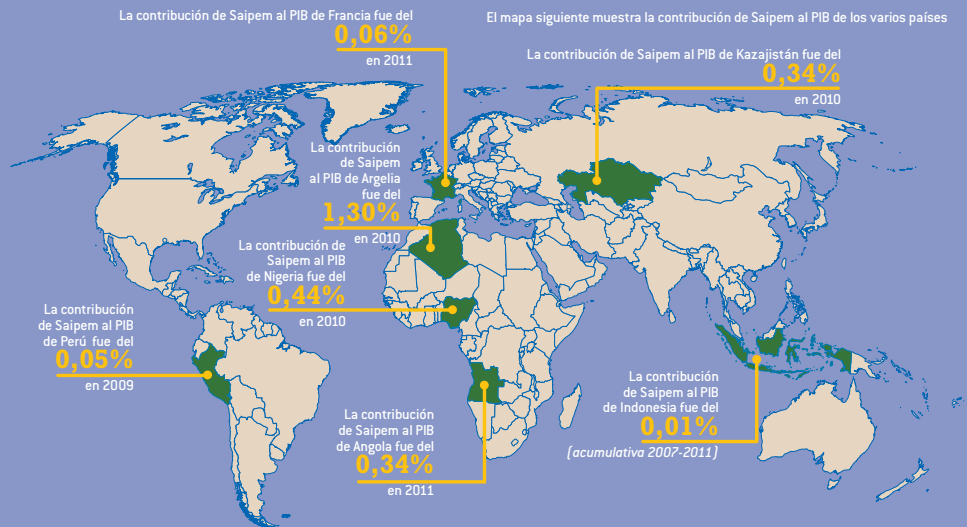 La contribución de Saipem al PIB de Francia fue del
0,06%
en 2011
El mapa siguiente muestra la contribución de Saipem al PIB de los varios países
La contribución de Saipem al PIB de Kazajistán fue del
0,34%
en 2010
La contribución
de Saipem
al PIB de Argelia
fue del
1,30%
en 2010
La contribución de
Saipem al PIB
de Nigeria fue del
0,44%
en 2010
La contribución
de Saipem al PIB
de Perú fue del
0,05%
en 2009
La contribución
de Saipem al PIB
de Angola fue del
0,34%
en 2011
La contribución
de Saipem al PIB
de Indonesia fue del
0,01%
(acumulativa 2007-2011)